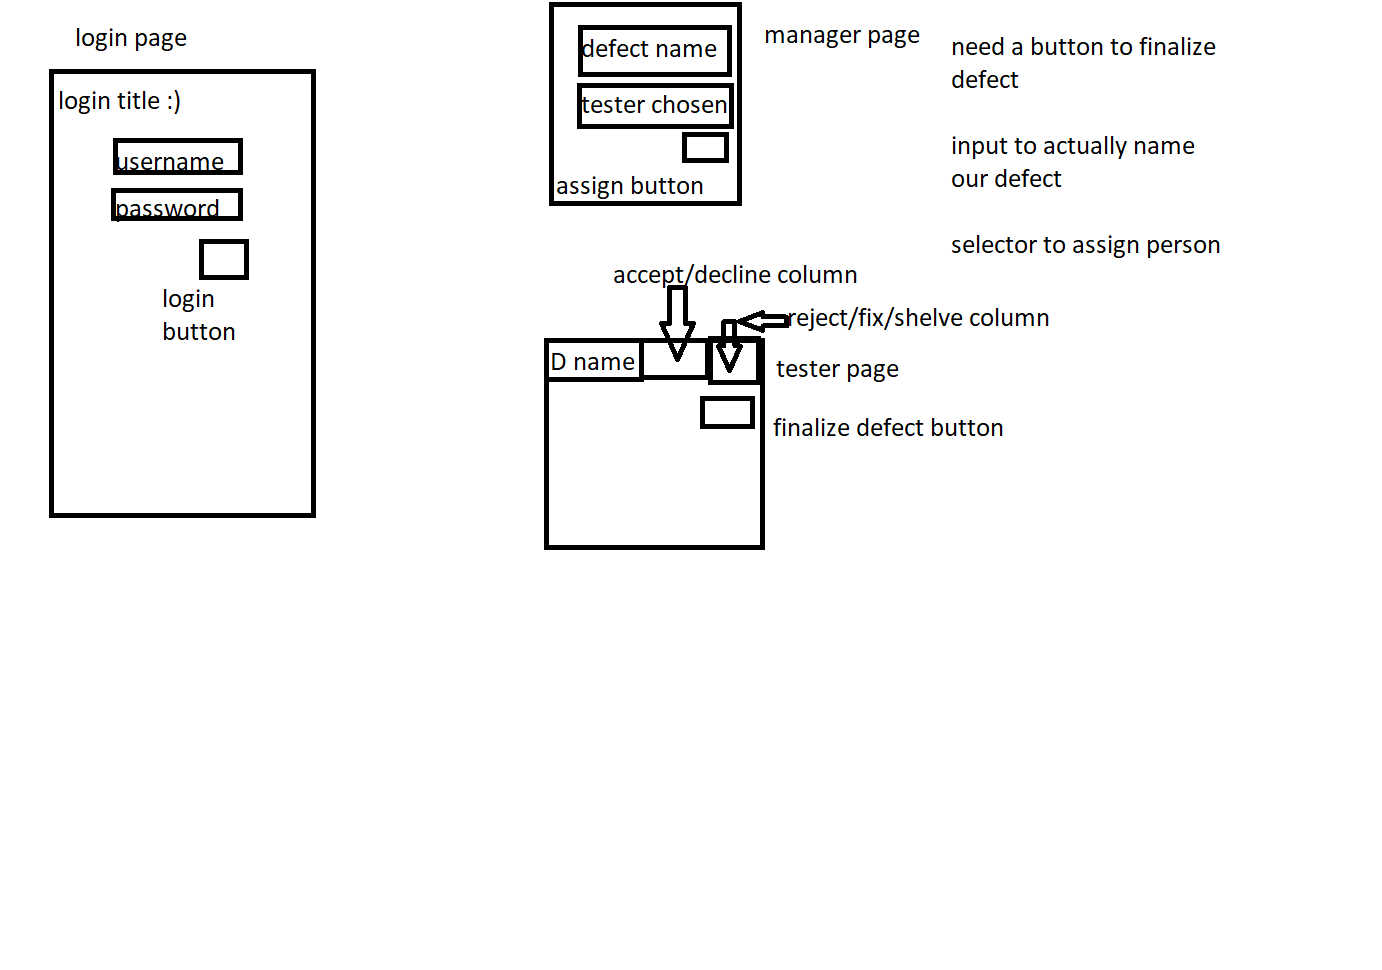 login page
login title :)
username
password
login
button
defect name
tester chosen
assign button
manager page
need a button to finalize
defect
input to actually name
our defect
selector to assign person
accept/decline column
reject/fix/shelve column
D name
tester page
finalize defect button